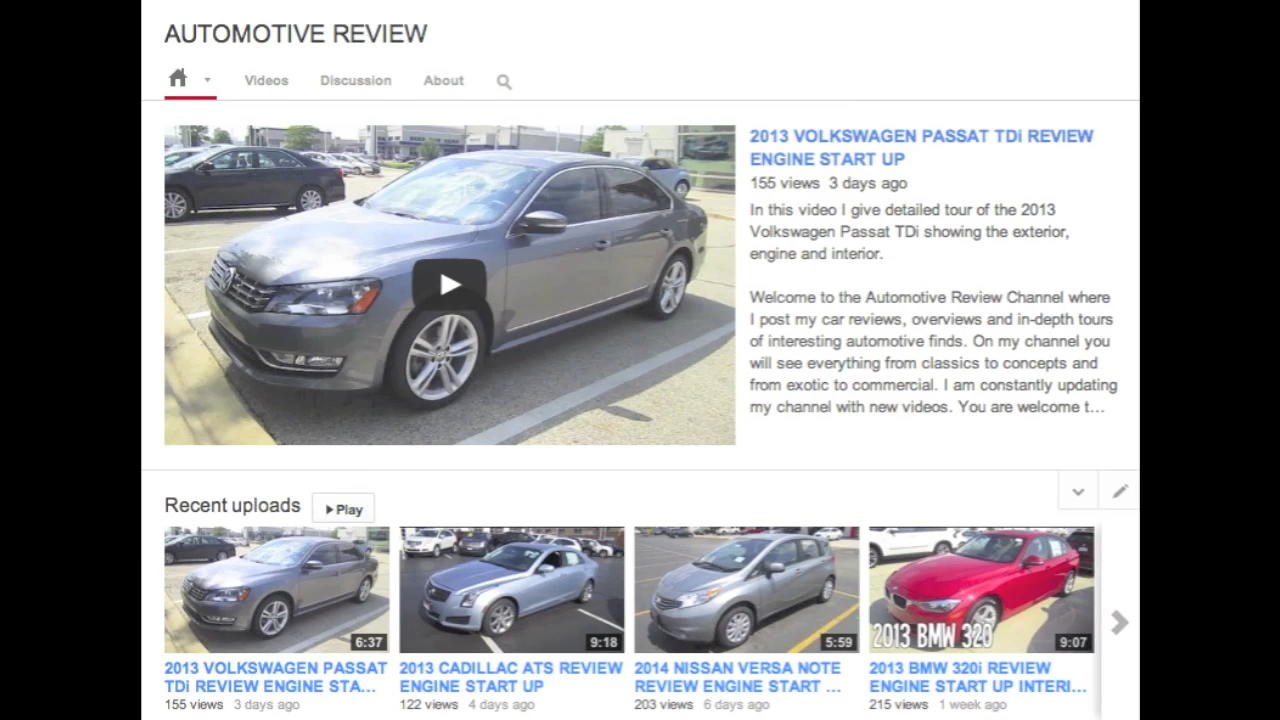 AUTOMOTIVE REVIEW
Videos Discussion About
2013 VOLKSWAGEN PASSAT TDi REVIEW
ENGINE START UP
155 views 3 days ago
In this video I give detailed tour of the 2013
Volkswagen Passat TDi showing the exterior,
engine and interior.
Welcome to the Automotive Review Channel where
I post my car reviews, overviews and in-depth tours
of interesting automotive finds. On my channel you
will see everything from classics to concepts and
from exotic to commercial. I am constantly updating
my channel with new videos. You are welcome t...
Recent uploads Play
6:37 9:18 5:59 2013 BMW 320 9:07
2013 VOLKSWAGEN PASSAT
TDi REVIEW ENGINE STA...
155 views 3 days ago
2013 CADILLAC ATS REVIEW
ENGINE START UP
122 views 4 days ago
2014 NISSAN VERSA NOTE
REVIEW ENGINE START ...
203 views 6 days ago
2013 BMW 320i REVIEW
ENGINE START UP INTERI...
215 views 1 week ago